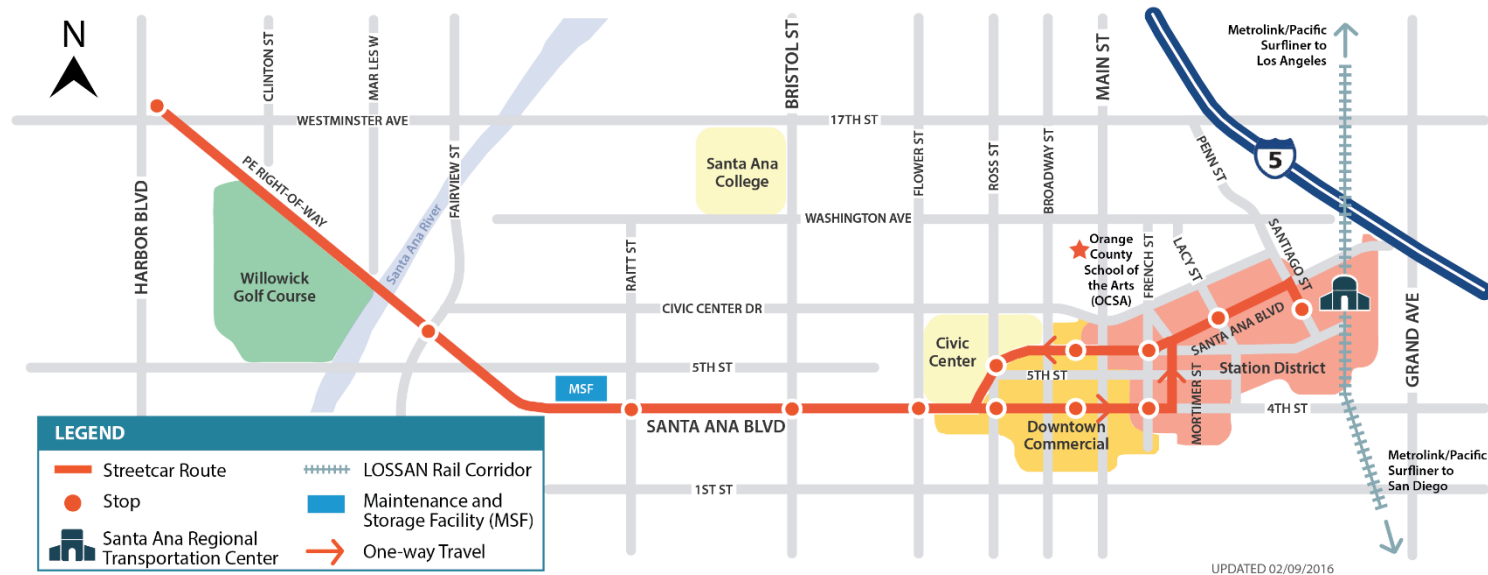 N
HARBOR BLVD
CLINTON ST
MAR LES W
FAIRVIEW ST
WESTMINSTER AVE
PE RIGHT-OF-WAY
Santa Ana River
Willowick
Golf Course
Santa Ana
College
BRISTOL ST
17TH ST
FLOWER ST
ROSS ST
BROADWAY ST
MAIN ST
WASHINGTON AVE
RAITT ST
CIVIC CENTER DR
5TH ST
MSF
SANTA ANA BLVD
1ST ST
Civic
Center
5TH ST
Downtown
Commercial
Orange
County
School of
the Arts
(OCSA)
FRENCH ST
LACY ST
PENN ST
SANTIAGO ST
SANTA ANA BLVD
Station District
MORTIMER ST
4TH ST
GRAND AVE
5
Metrolink/Pacific
Surfliner to
Los Angeles
Metrolink/Pacific
Surfliner to
San Diego
LEGEND
Streetcar Route
Stop
Santa Ana Regional
Transportation Center
LOSSAN Rail Corridor
Maintenance and
Storage Facility (MSF)
One-way Travel
UPDATED 02/09/2016